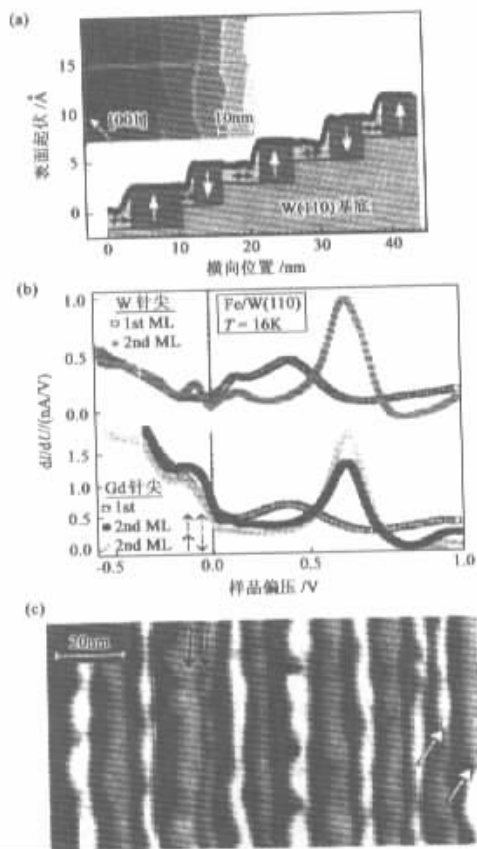 (a)
表面起伏 /Å
15
10
5
0
[001]
10nm
W(110)基底
0
10
20
30
40
横向位置 /nm
(b)
dI/dU/(nA/V)
1.0
0.5
0.0
W 针尖
1st ML
2nd ML
Fe/W(110)
T = 16K
1.5
1.0
0.5
0.0
Gd 针尖
1st
2nd ML
2nd ML
-0.5
0.0
0.5
1.0
样品偏压 /V
(c)
20nm